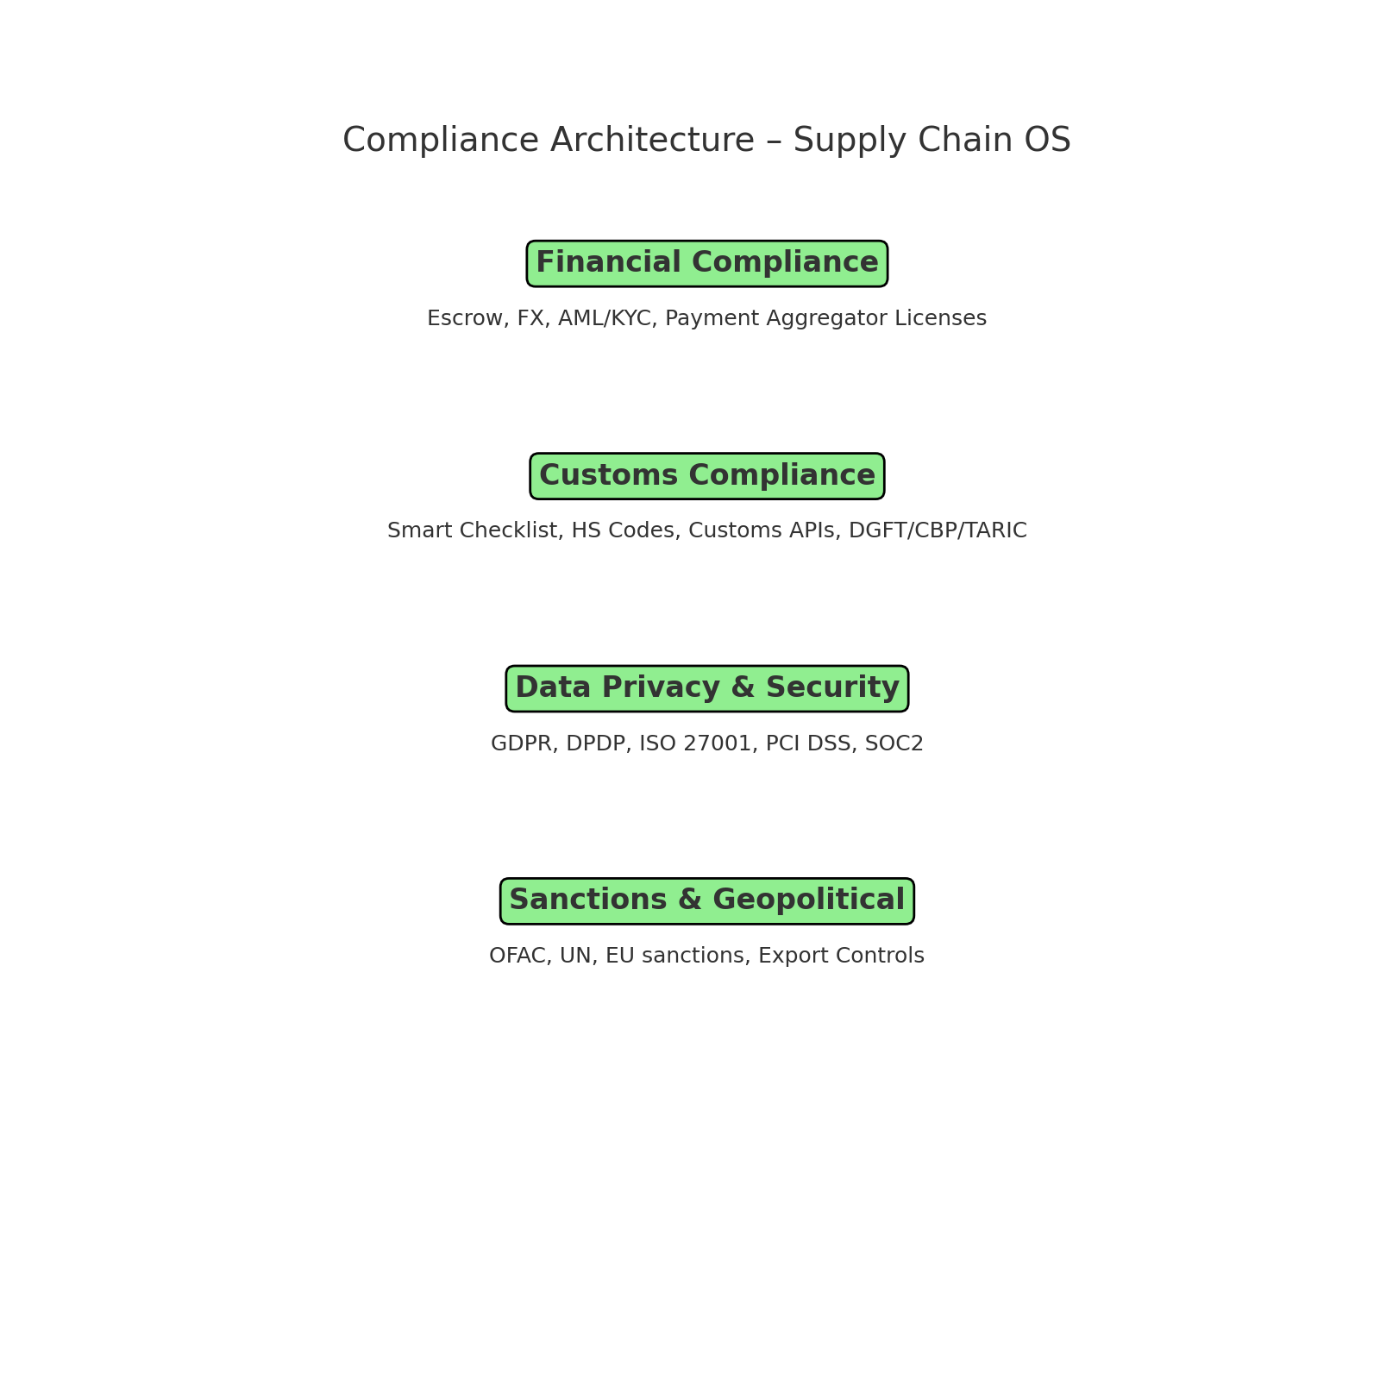 Compliance Architecture – Supply Chain OS
Financial Compliance
Escrow, FX, AML/KYC, Payment Aggregator Licenses
Customs Compliance
Smart Checklist, HS Codes, Customs APIs, DGFT/CBP/TARIC
Data Privacy & Security
GDPR, DPDP, ISO 27001, PCI DSS, SOC2
Sanctions & Geopolitical
OFAC, UN, EU sanctions, Export Controls